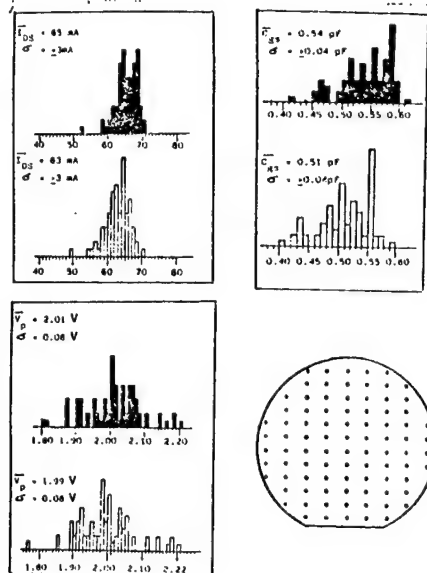 I̅DS = 65 mA
σ = ±3mA
40 50 60 70 80
I̅DS = 63 mA
σ = ±3 mA
40 50 60 70 80
C̅gs = 0.54 pF
σ = ±0.04 pF
0.40 0.45 0.50 0.55 0.60
C̅gs = 0.51 pF
0.40 0.45 0.50 0.55 0.60
V̅p = 2.01 V
σ = 0.08 V
1.80 1.90 2.00 2.10 2.20
V̅p = 1.99 V
σ = 0.08 V
1.80 1.90 2.00 2.10 2.22